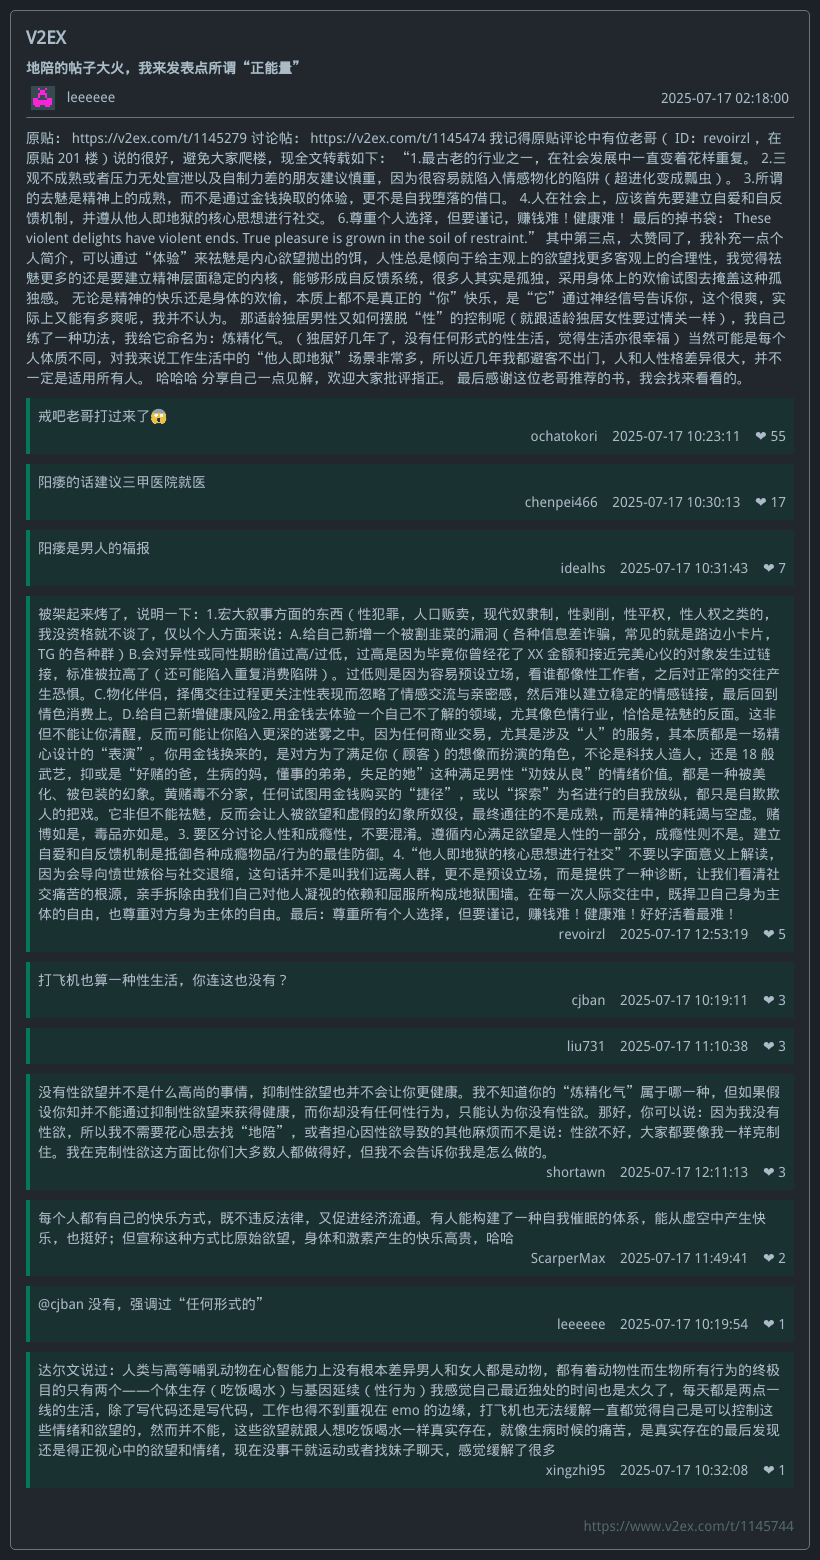 V2EX
地陪的帖子大火，我来发表点所谓“正能量”
leeeeee 2025-07-17 02:18:00
原贴： https://v2ex.com/t/1145279 讨论帖： https://v2ex.com/t/1145474 我记得原贴评论中有位老哥（ ID：revoirzl ，在
原贴 201 楼）说的很好，避免大家爬楼，现全文转载如下： “1.最古老的行业之一，在社会发展中一直变着花样重复。 2.三
观不成熟或者压力无处宣泄以及自制力差的朋友建议慎重，因为很容易就陷入情感物化的陷阱（超进化变成瓢虫）。 3.所谓
的去魅是精神上的成熟，而不是通过金钱换取的体验，更不是自我堕落的借口。 4.人在社会上，应该首先要建立自爱和自反
馈机制，并遵从他人即地狱的核心思想进行社交。 6.尊重个人选择，但要谨记，赚钱难！健康难！ 最后的掉书袋： These
violent delights have violent ends. True pleasure is grown in the soil of restraint.” 其中第三点，太赞同了，我补充一点个
人简介，可以通过“体验”来祛魅是内心欲望抛出的饵，人性总是倾向于给主观上的欲望找更多客观上的合理性，我觉得祛
魅更多的还是要建立精神层面稳定的内核，能够形成自反馈系统，很多人其实是孤独，采用身体上的欢愉试图去掩盖这种孤
独感。 无论是精神的快乐还是身体的欢愉，本质上都不是真正的“你”快乐，是“它”通过神经信号告诉你，这个很爽，实
际上又能有多爽呢，我并不认为。 那适龄独居男性又如何摆脱“性”的控制呢（就跟适龄独居女性要过情关一样），我自己
练了一种功法，我给它命名为：炼精化气。（独居好几年了，没有任何形式的性生活，觉得生活亦很幸福）当然可能是每个
人体质不同，对我来说工作生活中的“他人即地狱”场景非常多，所以近几年我都避客不出门，人和人性格差异很大，并不
一定是适用所有人。 哈哈哈 分享自己一点见解，欢迎大家批评指正。 最后感谢这位老哥推荐的书，我会找来看看的。
戒吧老哥打过来了😱
ochatokori 2025-07-17 10:23:11 ❤ 55
阳痿的话建议三甲医院就医
chenpei466 2025-07-17 10:30:13 ❤ 17
阳痿是男人的福报
idealhs 2025-07-17 10:31:43 ❤ 7
被架起来烤了，说明一下：1.宏大叙事方面的东西（性犯罪，人口贩卖，现代奴隶制，性剥削，性平权，性人权之类的，
我没资格就不谈了，仅以个人方面来说：A.给自己新增一个被割韭菜的漏洞（各种信息差诈骗，常见的就是路边小卡片，
TG 的各种群）B.会对异性或同性期盼值过高/过低，过高是因为毕竟你曾经花了 XX 金额和接近完美心仪的对象发生过链
接，标准被拉高了（还可能陷入重复消费陷阱）。过低则是因为容易预设立场，看谁都像性工作者，之后对正常的交往产
生恐惧。C.物化伴侣，择偶交往过程更关注性表现而忽略了情感交流与亲密感，然后难以建立稳定的情感链接，最后回到
情色消费上。D.给自己新增健康风险2.用金钱去体验一个自己不了解的领域，尤其像色情行业，恰恰是祛魅的反面。这非
但不能让你清醒，反而可能让你陷入更深的迷雾之中。因为任何商业交易，尤其是涉及“人”的服务，其本质都是一场精
心设计的“表演”。你用金钱换来的，是对方为了满足你（顾客）的想像而扮演的角色，不论是科技人造人，还是 18 般
武艺，抑或是“好赌的爸，生病的妈，懂事的弟弟，失足的她”这种满足男性“劝妓从良”的情绪价值。都是一种被美
化、被包装的幻象。黄赌毒不分家，任何试图用金钱购买的“捷径”，或以“探索”为名进行的自我放纵，都只是自欺欺
人的把戏。它非但不能祛魅，反而会让人被欲望和虚假的幻象所奴役，最终通往的不是成熟，而是精神的耗竭与空虚。赌
博如是，毒品亦如是。3. 要区分讨论人性和成瘾性，不要混淆。遵循内心满足欲望是人性的一部分，成瘾性则不是。建立
自爱和自反馈机制是抵御各种成瘾物品/行为的最佳防御。4.“他人即地狱的核心思想进行社交”不要以字面意义上解读，
因为会导向愤世嫉俗与社交退缩，这句话并不是叫我们远离人群，更不是预设立场，而是提供了一种诊断，让我们看清社
交痛苦的根源，亲手拆除由我们自己对他人凝视的依赖和屈服所构成地狱围墙。在每一次人际交往中，既捍卫自己身为主
体的自由，也尊重对方身为主体的自由。最后：尊重所有个人选择，但要谨记，赚钱难！健康难！好好活着最难！
revoirzl 2025-07-17 12:53:19 ❤ 5
打飞机也算一种性生活，你连这也没有？
cjban 2025-07-17 10:19:11 ❤ 3
liu731 2025-07-17 11:10:38 ❤ 3
没有性欲望并不是什么高尚的事情，抑制性欲望也并不会让你更健康。我不知道你的“炼精化气”属于哪一种，但如果假
设你知并不能通过抑制性欲望来获得健康，而你却没有任何性行为，只能认为你没有性欲。那好，你可以说：因为我没有
性欲，所以我不需要花心思去找“地陪”，或者担心因性欲导致的其他麻烦而不是说：性欲不好，大家都要像我一样克制
住。我在克制性欲这方面比你们大多数人都做得好，但我不会告诉你我是怎么做的。
shortawn 2025-07-17 12:11:13 ❤ 3
每个人都有自己的快乐方式，既不违反法律，又促进经济流通。有人能构建了一种自我催眠的体系，能从虚空中产生快
乐，也挺好；但宣称这种方式比原始欲望，身体和激素产生的快乐高贵，哈哈
ScarperMax 2025-07-17 11:49:41 ❤ 2
@cjban 没有，强调过“任何形式的”
leeeeee 2025-07-17 10:19:54 ❤ 1
达尔文说过：人类与高等哺乳动物在心智能力上没有根本差异男人和女人都是动物，都有着动物性而生物所有行为的终极
目的只有两个——个体生存（吃饭喝水）与基因延续（性行为）我感觉自己最近独处的时间也是太久了，每天都是两点一
线的生活，除了写代码还是写代码，工作也得不到重视在 emo 的边缘，打飞机也无法缓解一直都觉得自己是可以控制这
些情绪和欲望的，然而并不能，这些欲望就跟人想吃饭喝水一样真实存在，就像生病时候的痛苦，是真实存在的最后发现
还是得正视心中的欲望和情绪，现在没事干就运动或者找妹子聊天，感觉缓解了很多
xingzhi95 2025-07-17 10:32:08 ❤ 1
https://www.v2ex.com/t/1145744